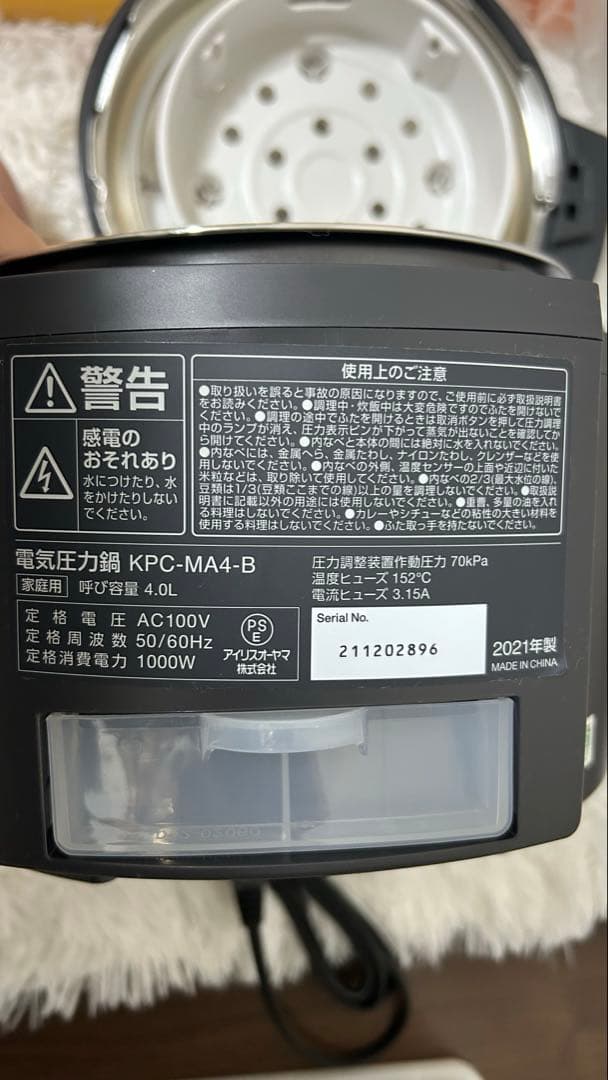 警告
感電の
おそれあり
水につけたり、水
をかけたりしない
でください。
使用上のご注意
●取り扱いを誤ると事故の原因になりますので、ご使用前に必ず取扱説明書
をお読みください。●調理中・炊飯中は大変危険ですのでふたを開けないで
ください。●調理の途中でふたを開けるときは取消ボタンを押して圧力調理
中のランプが消え、圧力表示ピンが下がって蒸気が出ないことを確認してか
ら開けてください。●内なべと本体の間には絶対に水を入れないでください。
●内なべには、金属へら、金属たわし、ナイロンたわし、クレンザーなどを使
用しないでください。●内なべの外側、温度センサーの上面や近辺に付いた
米粒などは、取り除いて使用してください。●内なべの2/3(最大水位の線)、
豆類は1/3(豆類ここまでの線)以上の量を調理しないでください。●取扱説
明書に記載以外の用途には使用しないでください。●重曹、多量の油を入れ
る料理はしないでください。●カレーやシチューなどの粘性の大きい材料を
使用する料理はしないでください。●ふた取っ手を持たないでください。
電気圧力鍋 KPC-MA4-B
家庭用 呼び容量 4.0L
圧力調整装置作動圧力 70kPa
温度ヒューズ 152℃
電流ヒューズ 3.15A
定格電圧 AC100V
定格周波数 50/60Hz
定格消費電力 1000W
PS
E
アイリスオーヤマ
株式会社
Serial No.
211202896
2021年製
MADE IN CHINA